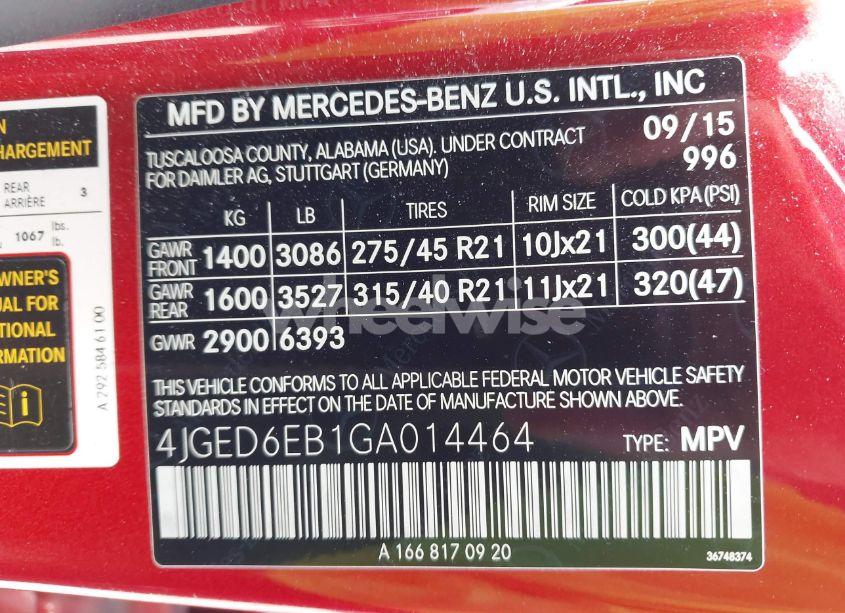 N
HARGEMENT
REAR
ARRIÈRE
3
1067 lbs.
lb.
WNER'S
UAL FOR
TIONAL
RMATION
i
A 292 584 61 00
MFD BY MERCEDES-BENZ U.S. INTL., INC
TUSCALOOSA COUNTY, ALABAMA (USA). UNDER CONTRACT
FOR DAIMLER AG, STUTTGART (GERMANY)
09/15
996
KG LB TIRES RIM SIZE COLD KPA (PSI)
GAWR FRONT 1400 3086 275/45 R21 10Jx21 300(44)
GAWR REAR 1600 3527 315/40 R21 11Jx21 320(47)
GVWR 2900 6393
wheelwise
THIS VEHICLE CONFORMS TO ALL APPLICABLE FEDERAL MOTOR VEHICLE SAFETY
STANDARDS IN EFFECT ON THE DATE OF MANUFACTURE SHOWN ABOVE.
4JGED6EB1GA014464 TYPE: MPV
A 166 817 09 20
36748374